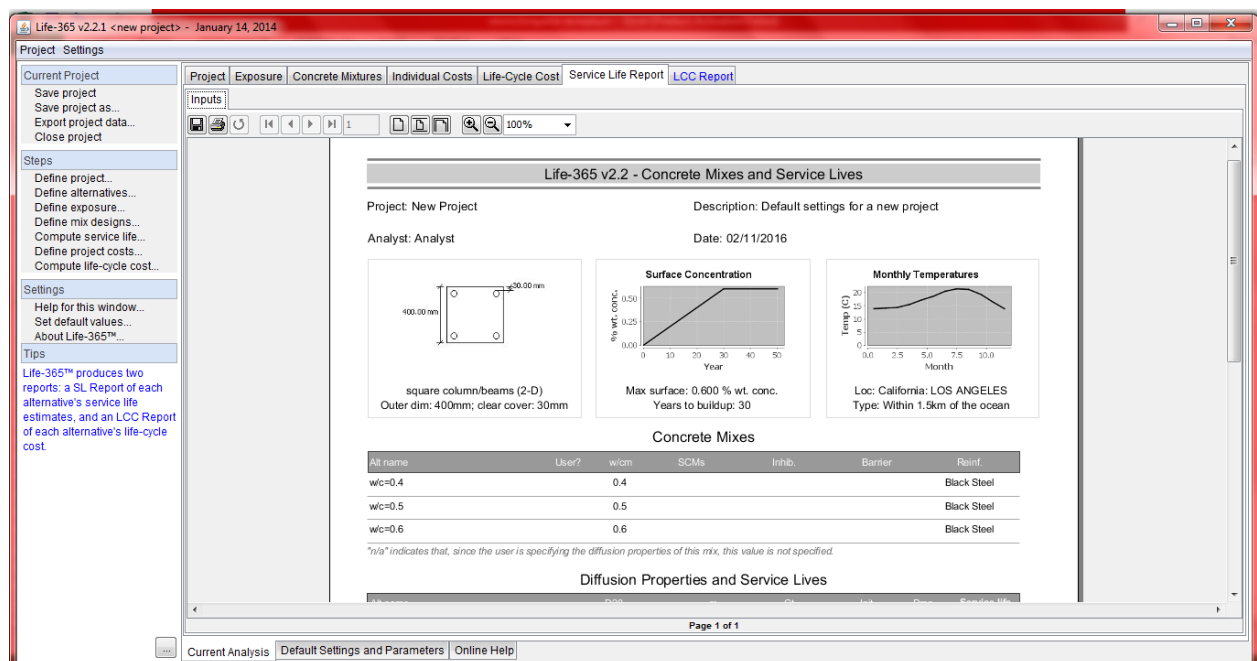 Life-365 v2.2.1 <new project> - January 14, 2014
Project Settings
Current Project
Save project
Save project as...
Export project data...
Close project
Steps
Define project...
Define alternatives...
Define exposure...
Define mix designs...
Compute service life...
Define project costs...
Compute life-cycle cost...
Settings
Help for this window...
Set default values...
About Life-365™...
Tips
Life-365™ produces two
reports: a SL Report of each
alternative's service life
estimates, and an LCC Report
of each alternative's life-cycle
cost.
...
Project Exposure Concrete Mixtures Individual Costs Life-Cycle Cost Service Life Report LCC Report
Inputs
1 100%
Life-365 v2.2 - Concrete Mixes and Service Lives
Project: New Project Description: Default settings for a new project
Analyst: Analyst Date: 02/11/2016
30.00 mm
400.00 mm
square column/beams (2-D)
Outer dim: 400mm; clear cover: 30mm
Surface Concentration
% wt. conc.
0.50
0.25
0.00
0 10 20 30 40 50
Year
Max surface: 0.600 % wt. conc.
Years to buildup: 30
Monthly Temperatures
Temp (C)
20
15
10
5
0
0.0 2.5 5.0 7.5 10.0
Month
Loc: California: LOS ANGELES
Type: Within 1.5km of the ocean
Concrete Mixes
Alt name User? w/cm SCMs Inhib. Barrier Reinf.
w/c=0.4 0.4 Black Steel
w/c=0.5 0.5 Black Steel
w/c=0.6 0.6 Black Steel
"n/a" indicates that, since the user is specifying the diffusion properties of this mix, this value is not specified.
Diffusion Properties and Service Lives
Page 1 of 1
Current Analysis Default Settings and Parameters Online Help